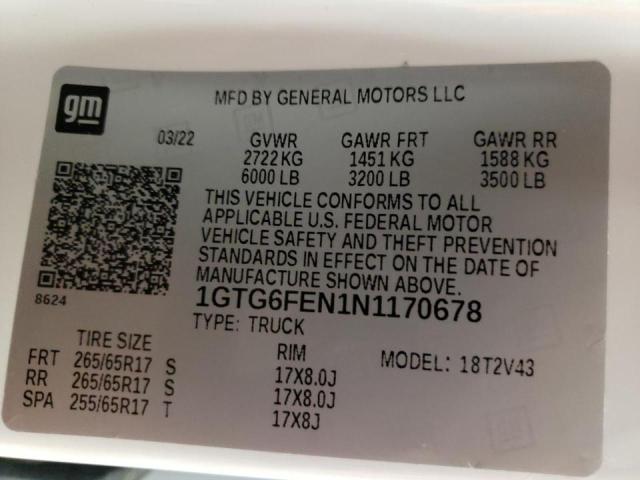 gm
MFD BY GENERAL MOTORS LLC
03/22 GVWR GAWR FRT GAWR RR
2722 KG 1451 KG 1588 KG
6000 LB 3200 LB 3500 LB
THIS VEHICLE CONFORMS TO ALL
APPLICABLE U.S. FEDERAL MOTOR
VEHICLE SAFETY AND THEFT PREVENTION
STANDARDS IN EFFECT ON THE DATE OF
MANUFACTURE SHOWN ABOVE.
8624
1GTG6FEN1N1170678
TYPE: TRUCK
TIRE SIZE RIM MODEL: 18T2V43
FRT 265/65R17 S 17X8.0J
RR 265/65R17 S 17X8.0J
SPA 255/65R17 T 17X8J
gm